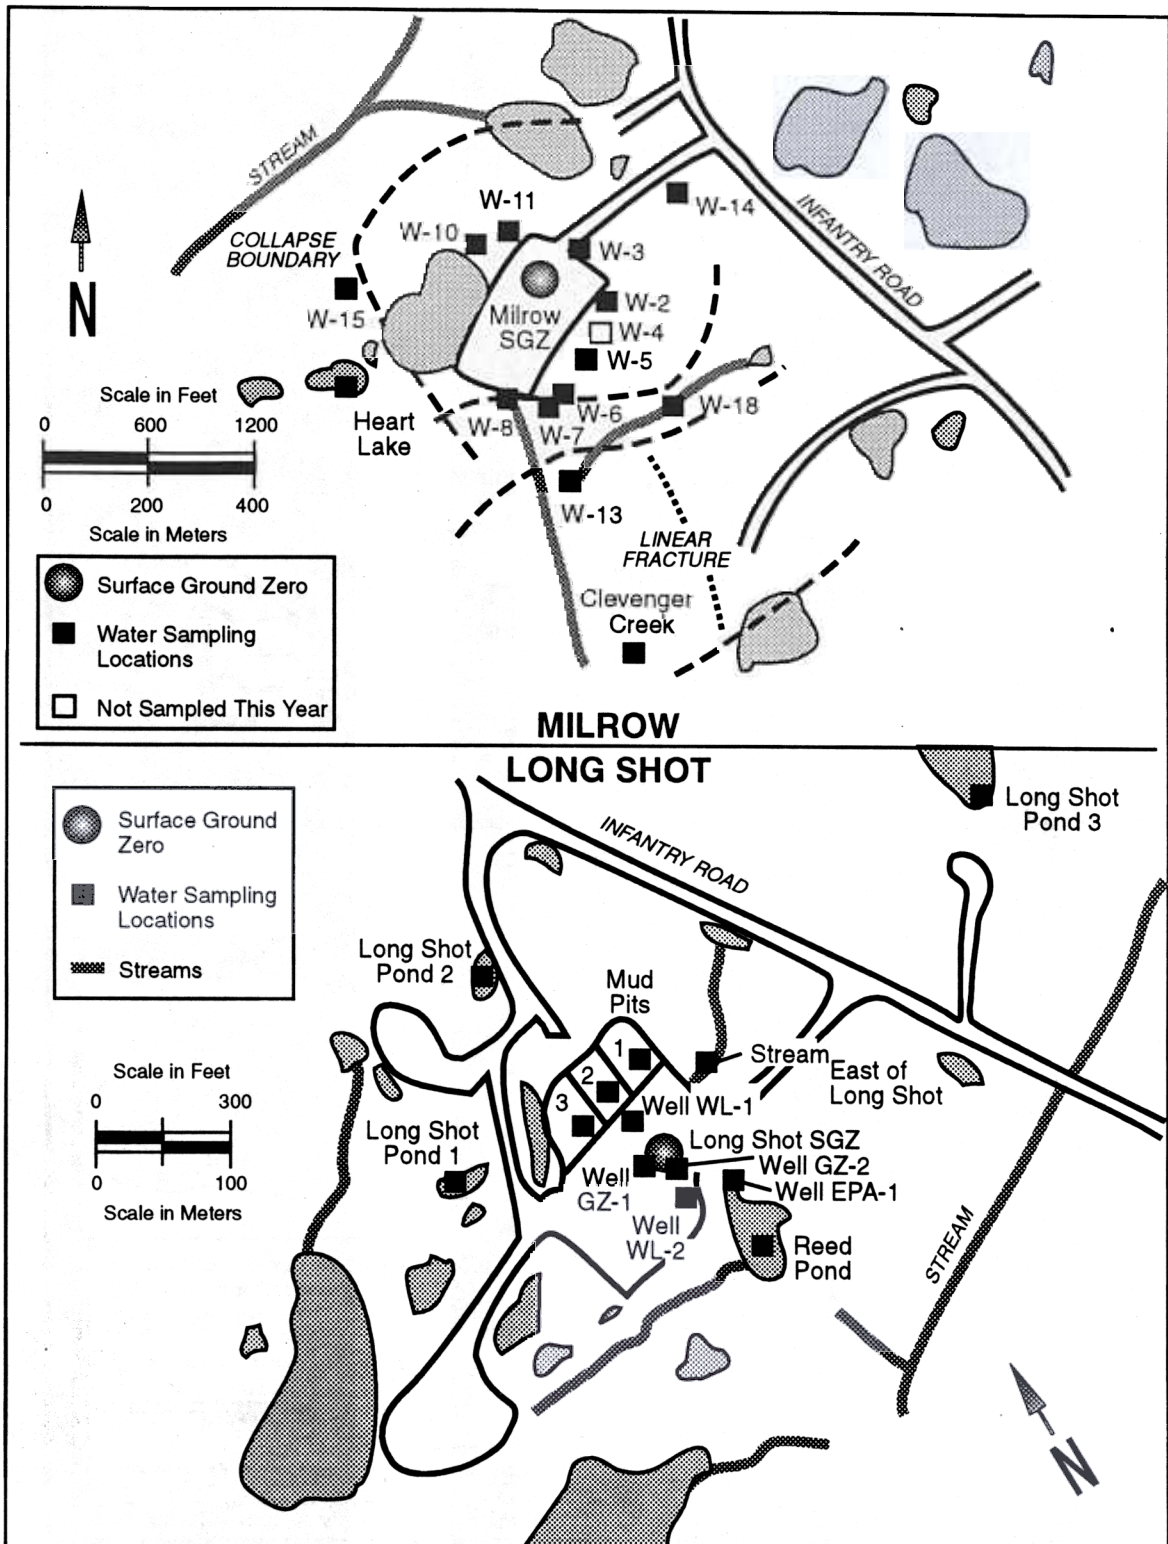 STREAM
W-11
W-14
W-10
COLLAPSE
BOUNDARY
W-3
INFANTRY ROAD
N
W-15
Milrow
SGZ
W-2
W-4
W-5
Scale in Feet
0 600 1200
0 200 400
Scale in Meters
Heart
Lake
W-8
W-6
W-7
W-18
W-13
LINEAR
FRACTURE
Clevenger
Creek
Surface Ground Zero
Water Sampling
Locations
Not Sampled This Year
MILROW
LONG SHOT
Surface Ground
Zero
Water Sampling
Locations
Streams
INFANTRY ROAD
Long Shot
Pond 3
Long Shot
Pond 2
Mud
Pits
1
2
3
Stream
East of
Long Shot
Well WL-1
Scale in Feet
0 300
0 100
Scale in Meters
Long Shot
Pond 1
Long Shot SGZ
Well GZ-2
Well EPA-1
Well
GZ-1
Well
WL-2
Reed
Pond
STREAM
N